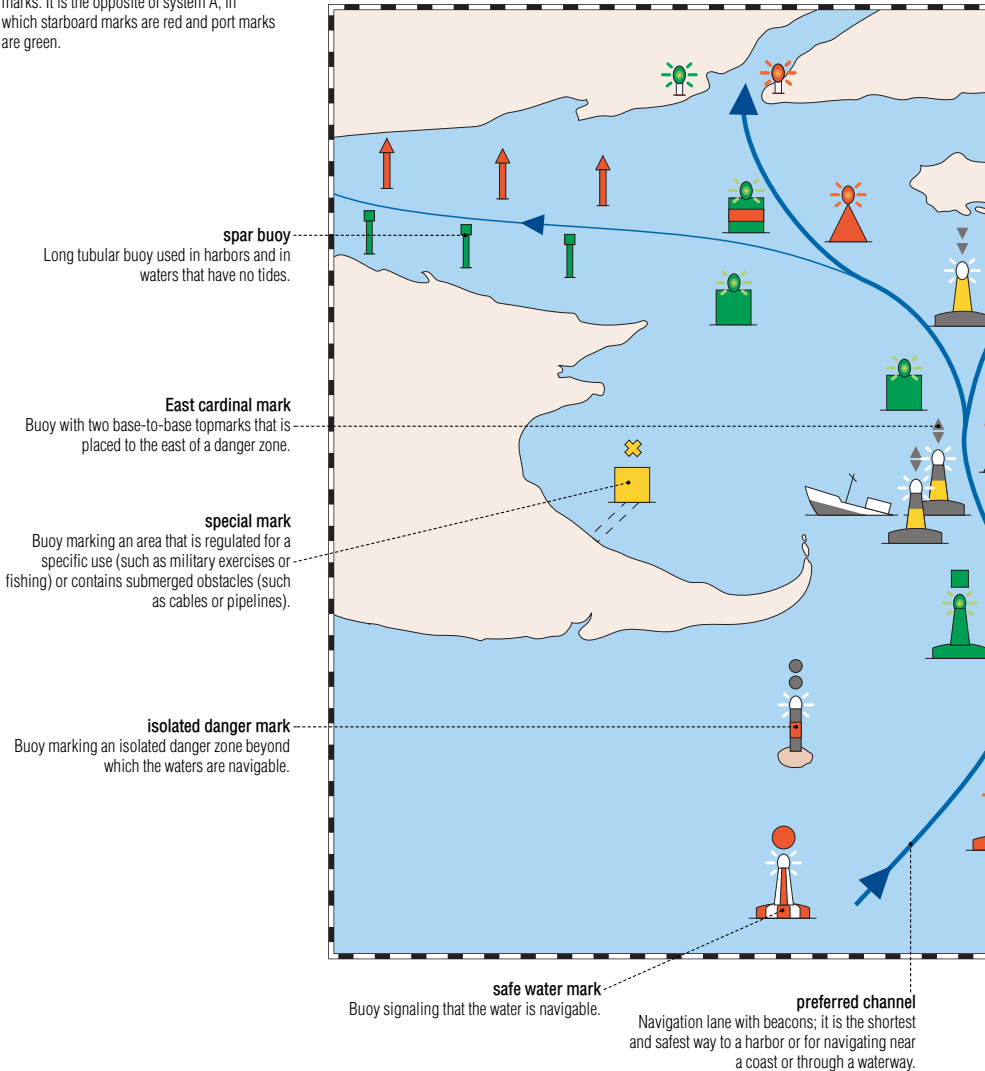 marks. It is the opposite of system A, in
which starboard marks are red and port marks
are green.
spar buoy
Long tubular buoy used in harbors and in
waters that have no tides.
East cardinal mark
Buoy with two base-to-base topmarks that is
placed to the east of a danger zone.
special mark
Buoy marking an area that is regulated for a
specific use (such as military exercises or
fishing) or contains submerged obstacles (such
as cables or pipelines).
isolated danger mark
Buoy marking an isolated danger zone beyond
which the waters are navigable.
safe water mark
Buoy signaling that the water is navigable.
preferred channel
Navigation lane with beacons; it is the shortest
and safest way to a harbor or for navigating near
a coast or through a waterway.